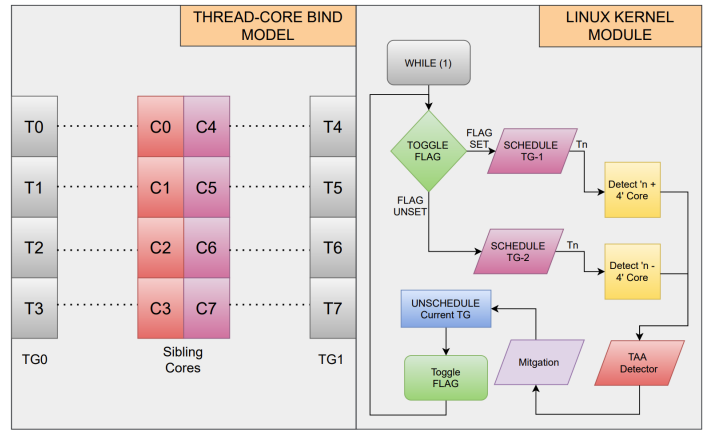 THREAD-CORE BIND
MODEL
T0
C0
C4
T4
T1
C1
C5
T5
T2
C2
C6
T6
T3
C3
C7
T7
TG0
Sibling
Cores
TG1
LINUX KERNEL
MODULE
WHILE (1)
TOGGLE
FLAG
FLAG
SET
SCHEDULE
TG-1
Tn
Detect 'n +
4' Core
FLAG
UNSET
SCHEDULE
TG-2
Tn
Detect 'n -
4' Core
UNSCHEDULE
Current TG
Toggle
FLAG
Mitgation
TAA
Detector